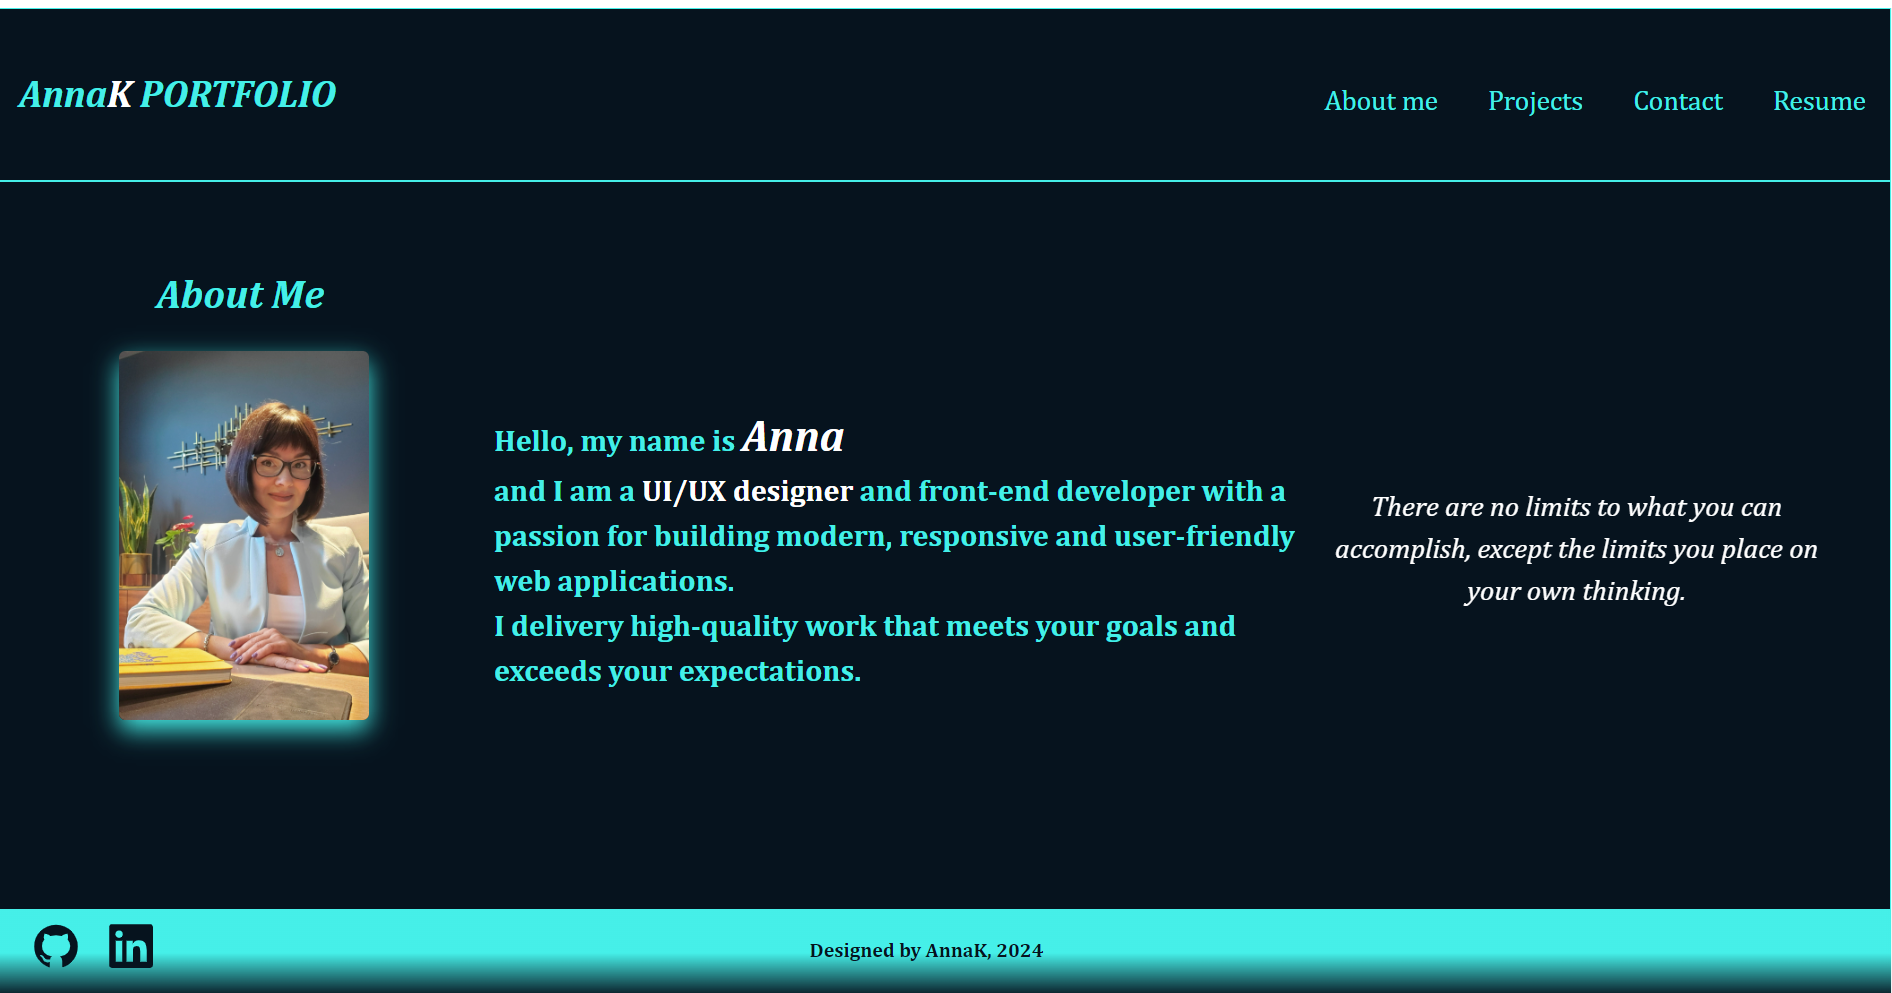 AnnaK PORTFOLIO
About me Projects Contact Resume
About Me
Hello, my name is Anna
and I am a UI/UX designer and front-end developer with a
passion for building modern, responsive and user-friendly
web applications.
I delivery high-quality work that meets your goals and
exceeds your expectations.
There are no limits to what you can
accomplish, except the limits you place on
your own thinking.
in
Designed by AnnaK, 2024